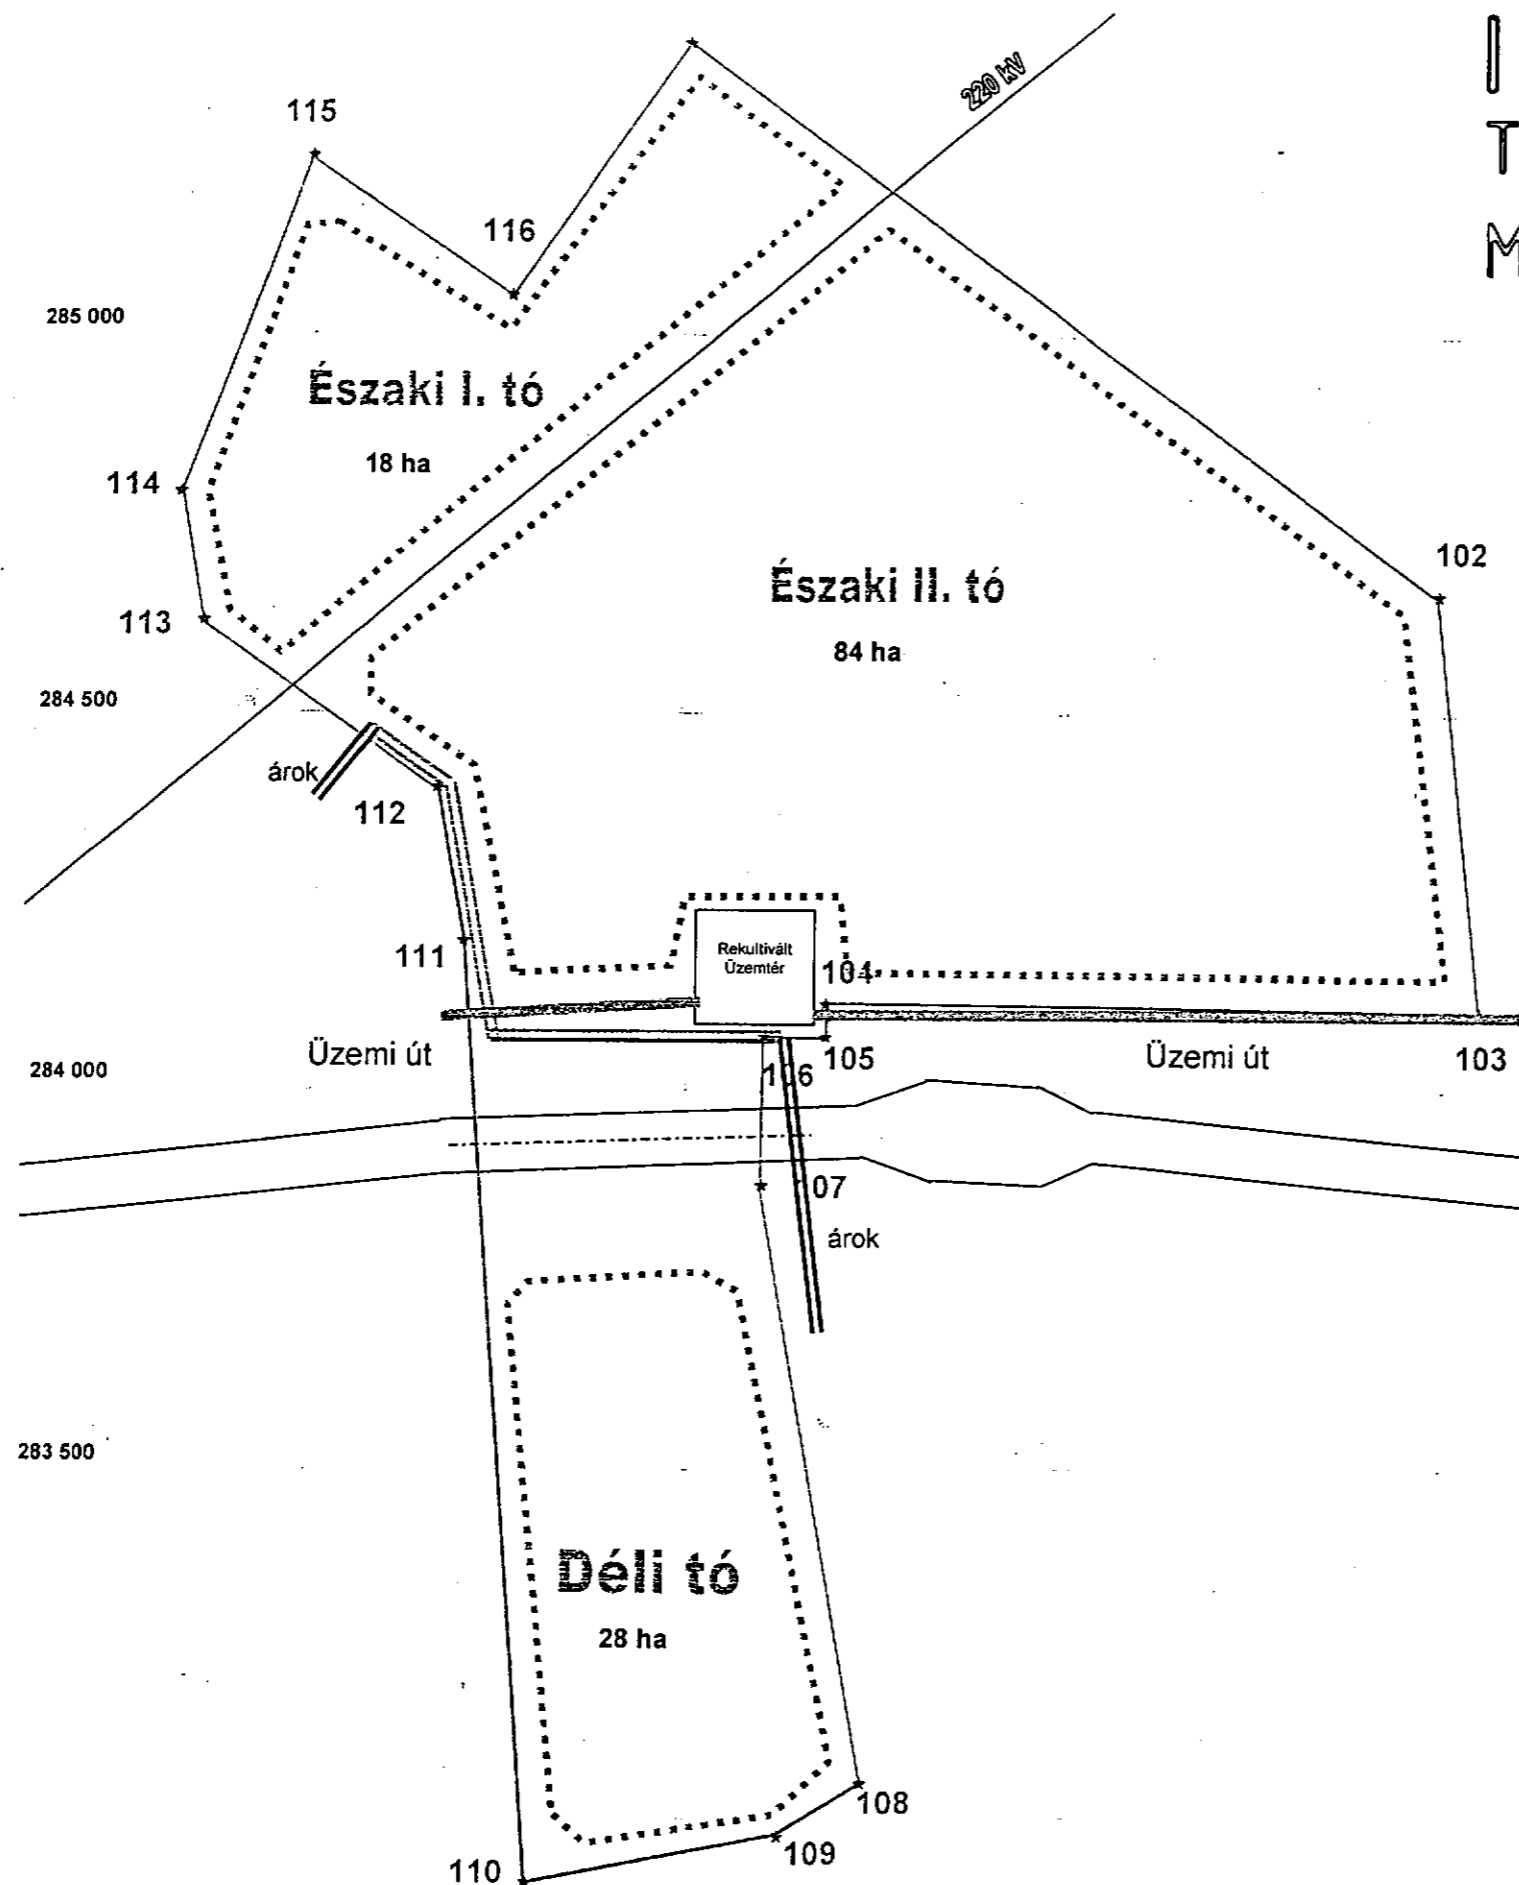 I
T
M
220 kV
115
116
285 000
Északi I. tó
18 ha
114
102
Északi II. tó
84 ha
113
284 500
árok
112
Rekultivált
Üzemtér
111
104
Üzemi út
105
Üzemi út
103
284 000
106
07
árok
283 500
Déli tó
28 ha
108
109
110